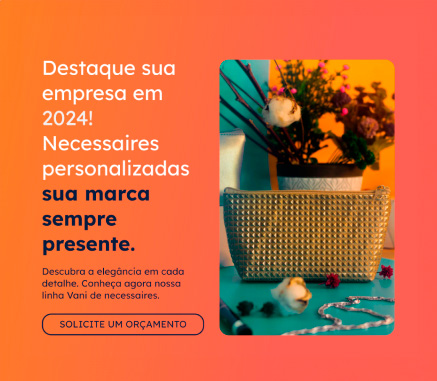 Destaque sua
empresa em
2024!
Necessaires
personalizadas
sua marca
sempre
presente.
Descubra a elegância em cada
detalhe. Conheça agora nossa
linha Vani de necessaires.
SOLICITE UM ORÇAMENTO